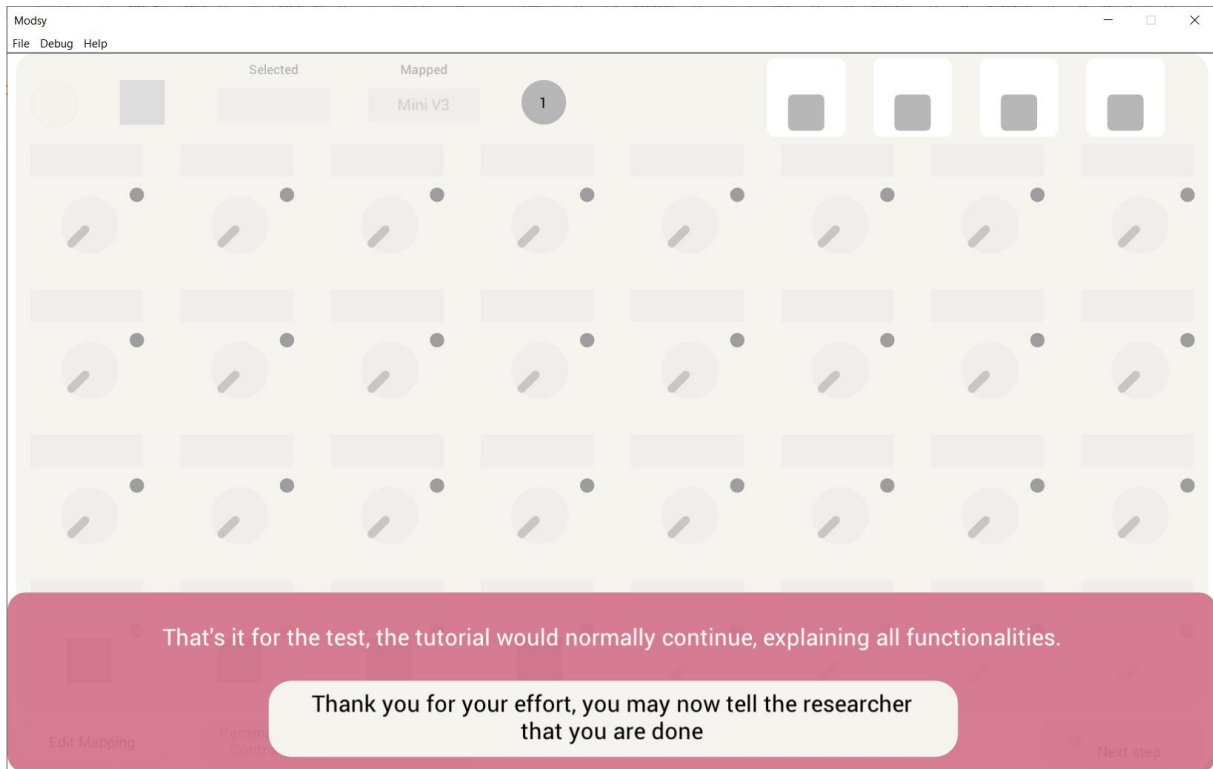 Modsy
File Debug Help
Selected
Mapped
Mini V3
1
That's it for the test, the tutorial would normally continue, explaining all functionalities.
Thank you for your effort, you may now tell the researcher
that you are done
Edit Mapping
Next step